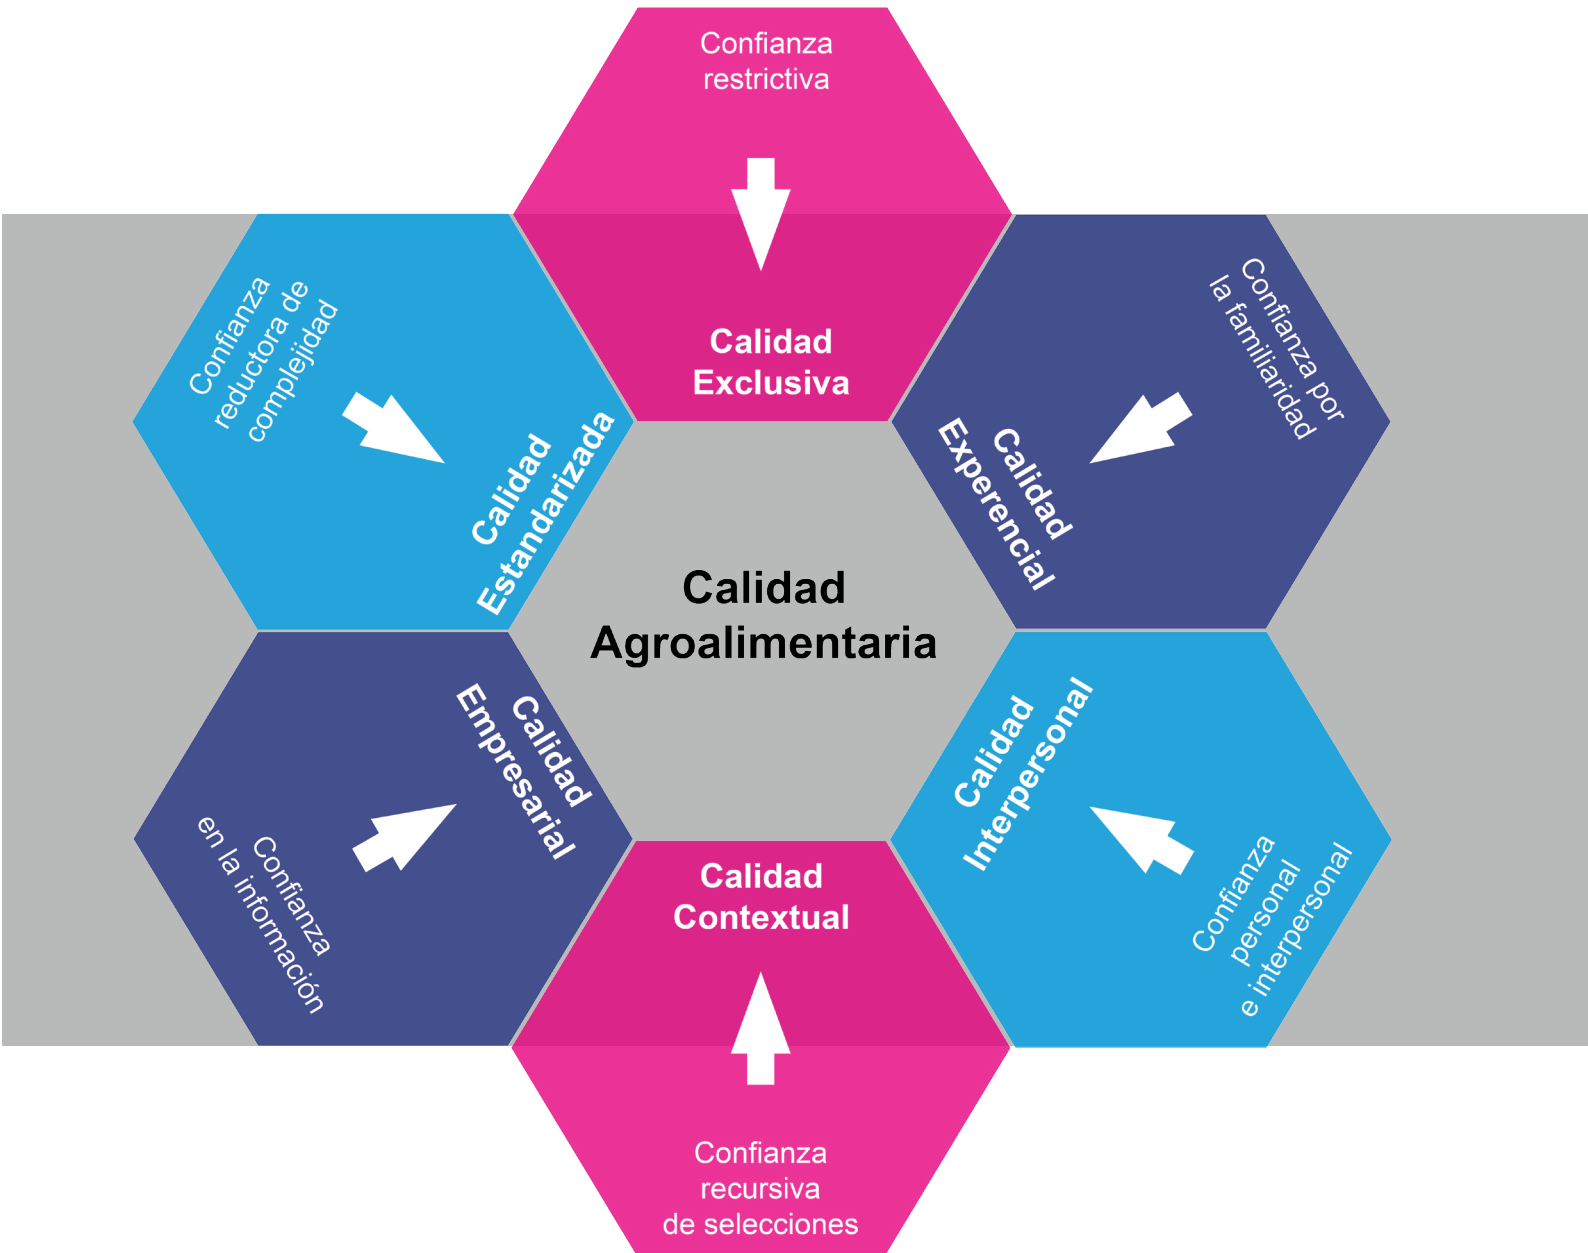 Confianza
restrictiva
Calidad
Exclusiva
Confianza
reductora de
complejidad
Calidad
Estandarizada
Confianza por
la familiaridad
Calidad
Experencial
Calidad
Agroalimentaria
Calidad
Empresarial
Confianza
en la información
Calidad
Interpersonal
Confianza
personal
e interpersonal
Calidad
Contextual
Confianza
recursiva
de selecciones